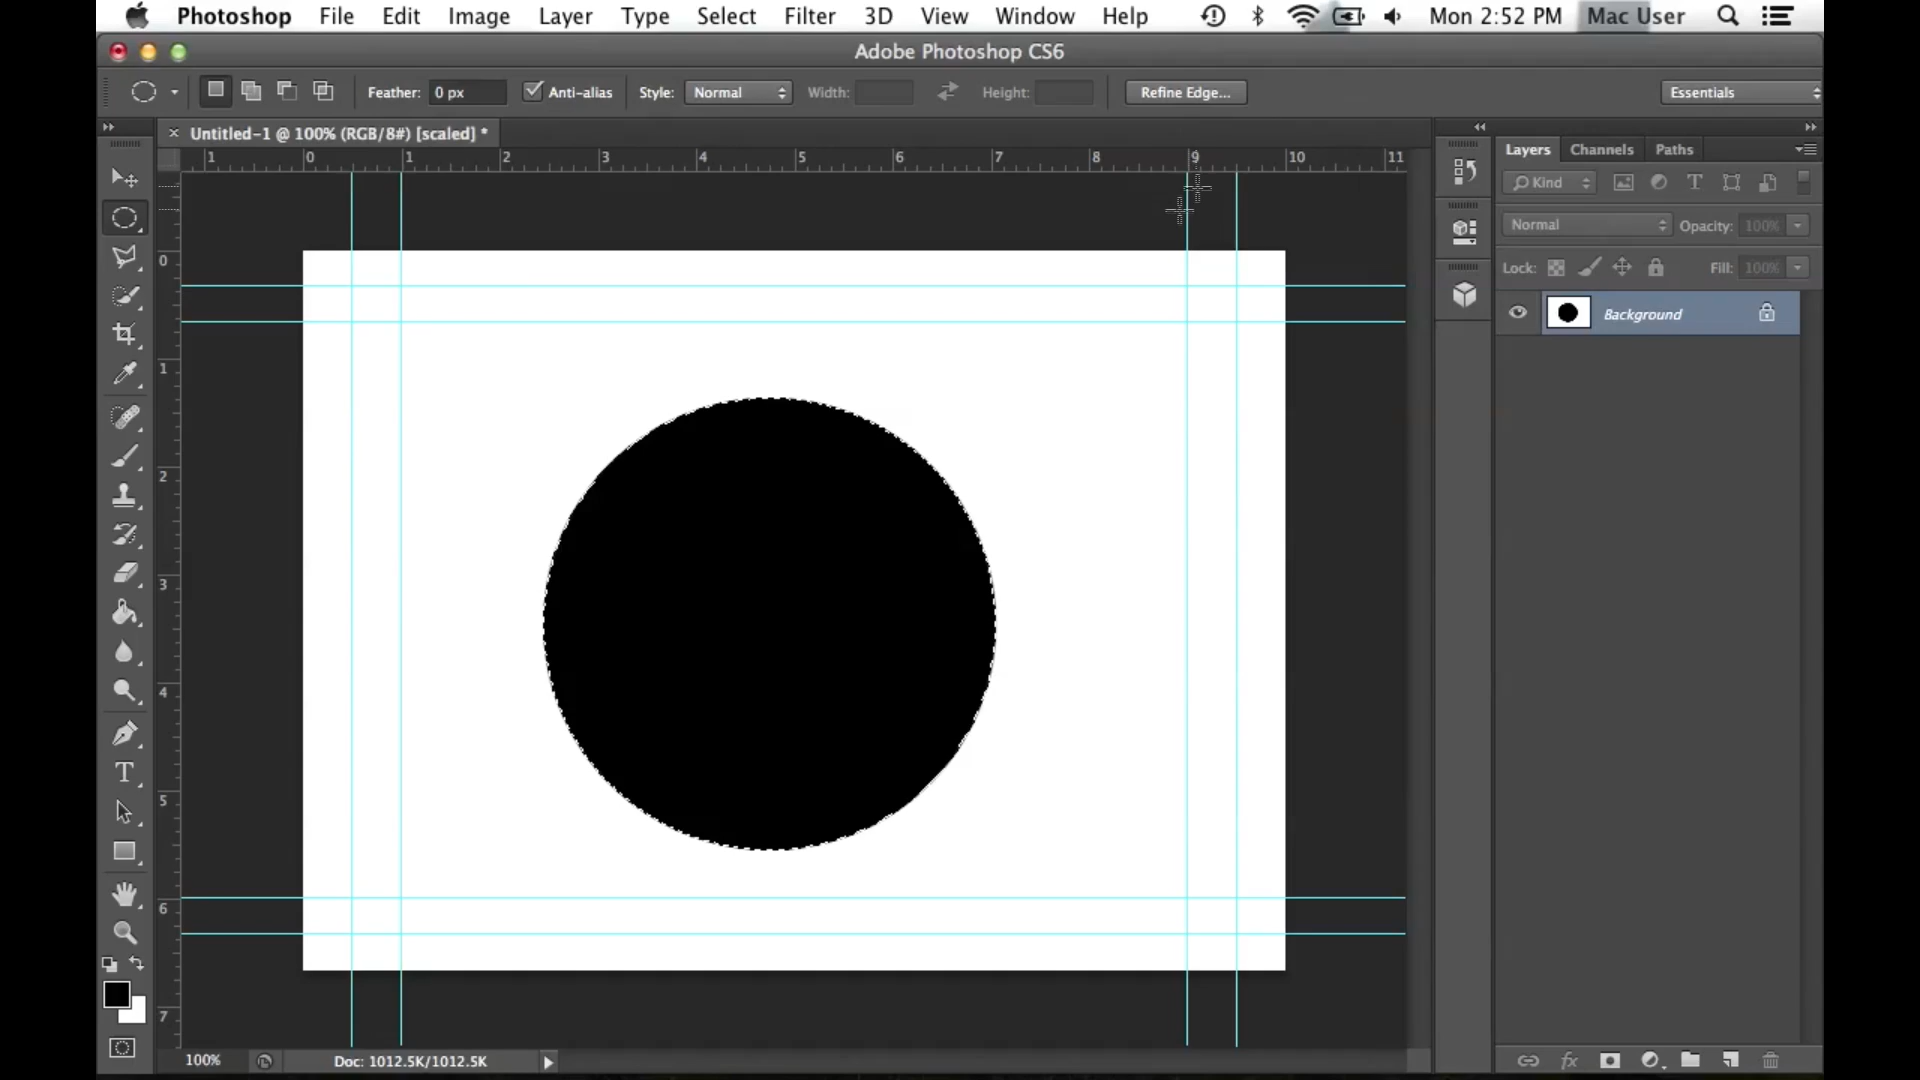 Photoshop File Edit Image Layer Type Select Filter 3D View Window Help Mon 2:52 PM Mac User
Adobe Photoshop CS6
Feather: 0 px Anti-alias Style: Normal Width: Height: Refine Edge... Essentials
Untitled-1 @ 100% (RGB/8#) [scaled] *
1 0 1 2 3 4 5 6 7 8 9 10 11
Layers Channels Paths
Kind
T
Normal Opacity: 100%
Lock: Fill: 100%
Background
0
1
2
3
4
5
6
7
T
fx
100% Doc: 1012.5K/1012.5K